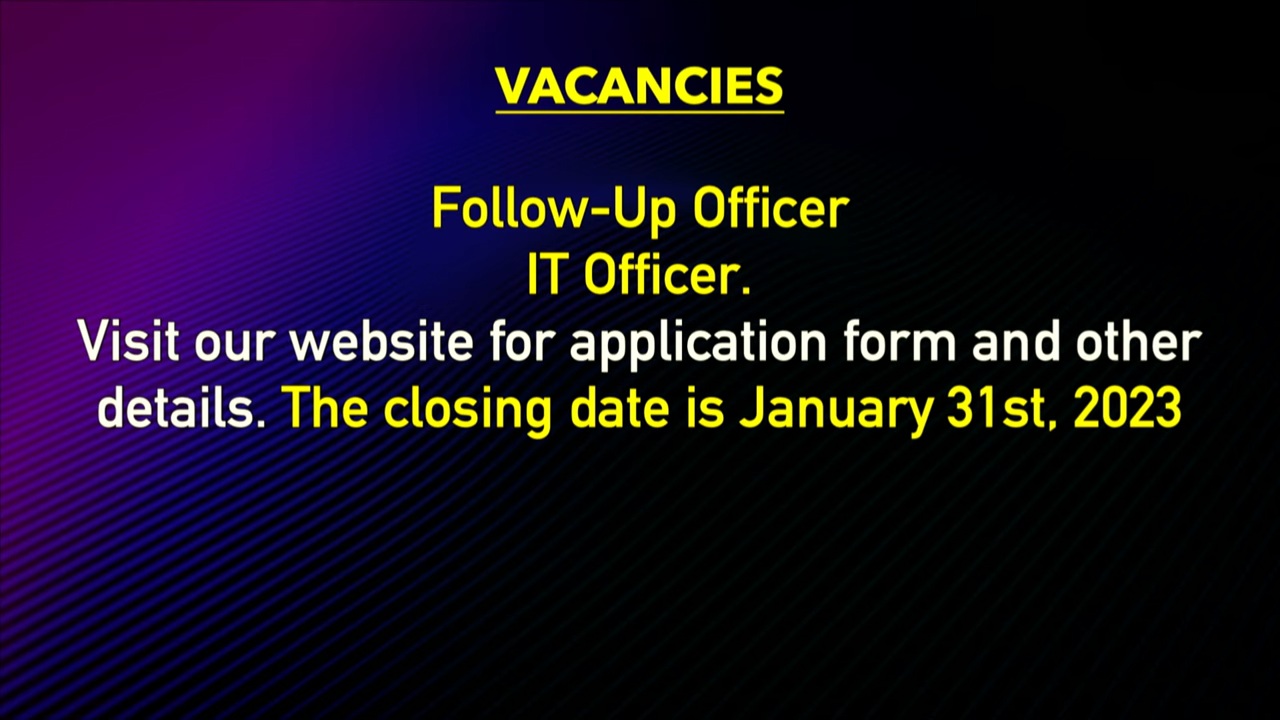 VACANCIES
Follow-Up Officer
IT Officer.
Visit our website for application form and other
details. The closing date is January 31st, 2023